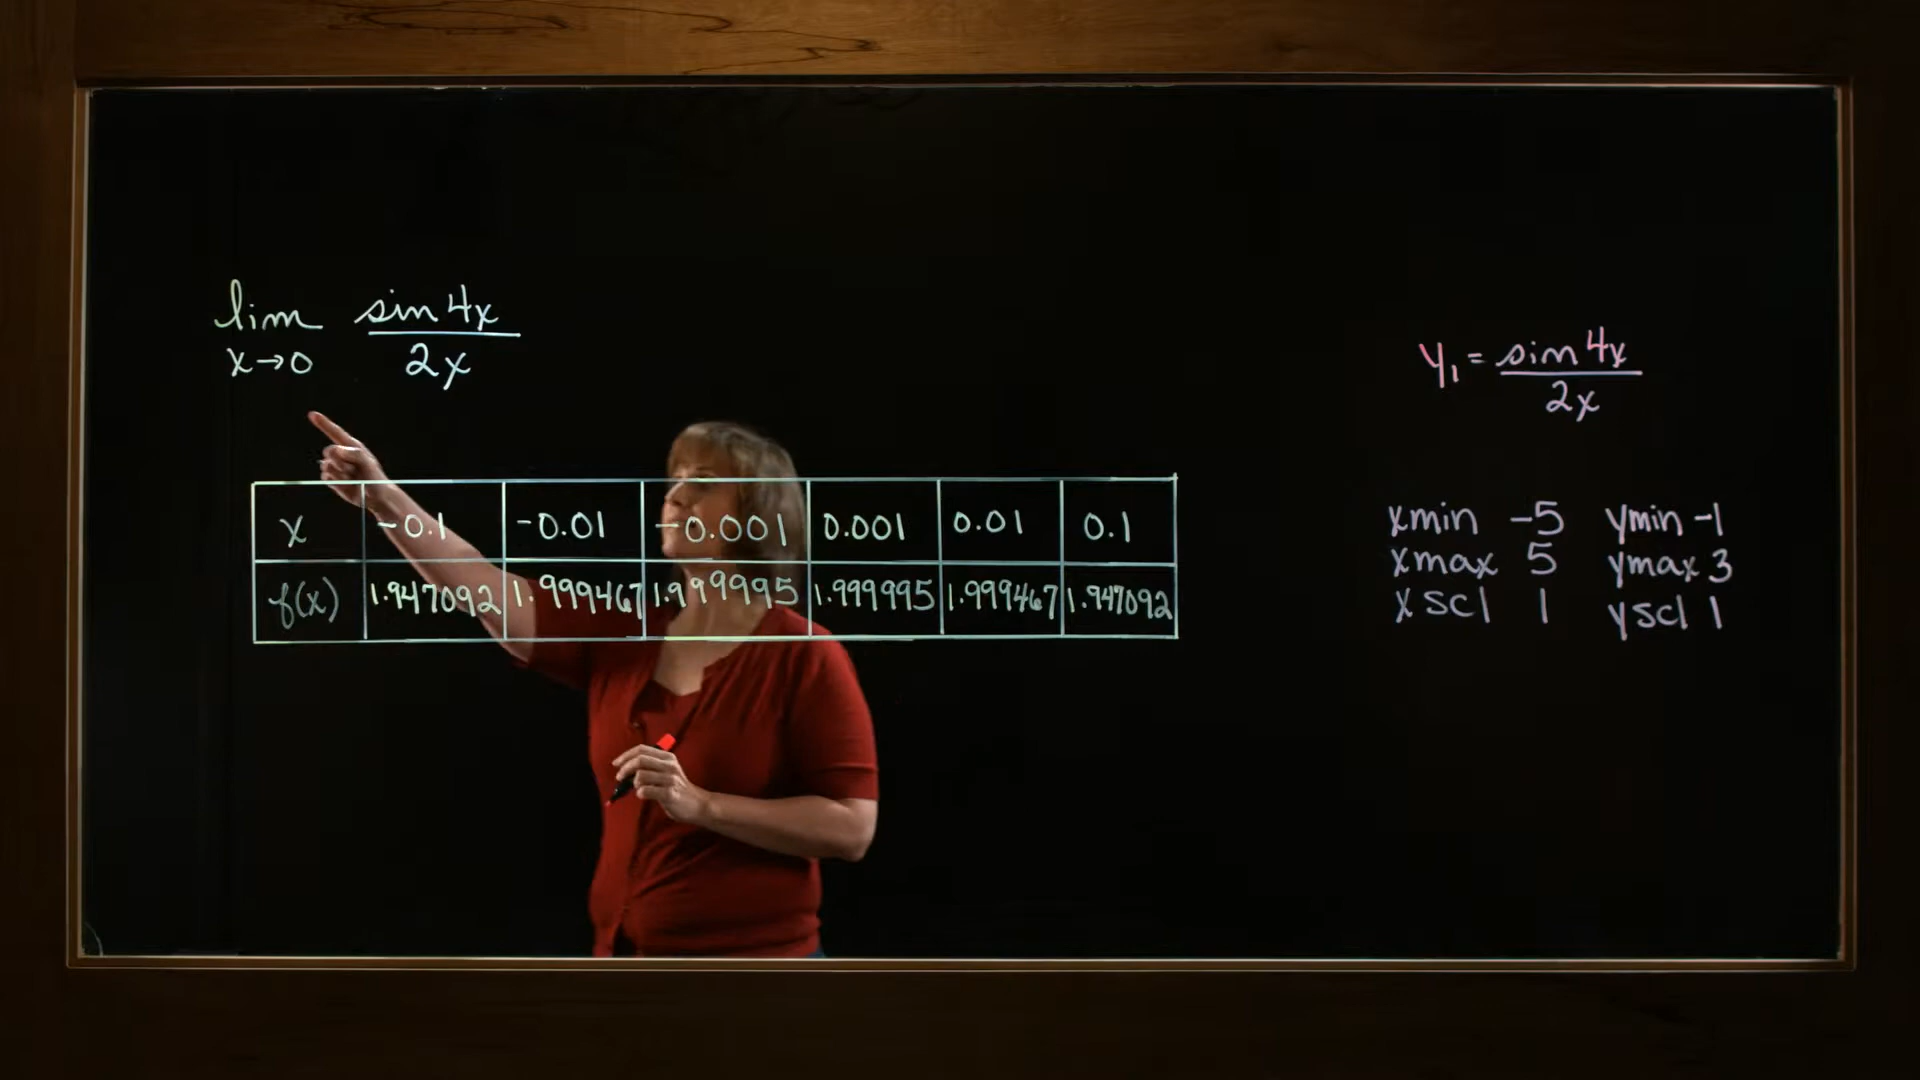 lim sin 4x
x→0 2x
x -0.1 -0.01 -0.001 0.001 0.01 0.1
f(x) 1.947092 1.999467 1.999995 1.999995 1.999467 1.947092
y₁ = sin 4x
2x
xmin -5 ymin -1
xmax 5 ymax 3
xscl 1 yscl 1